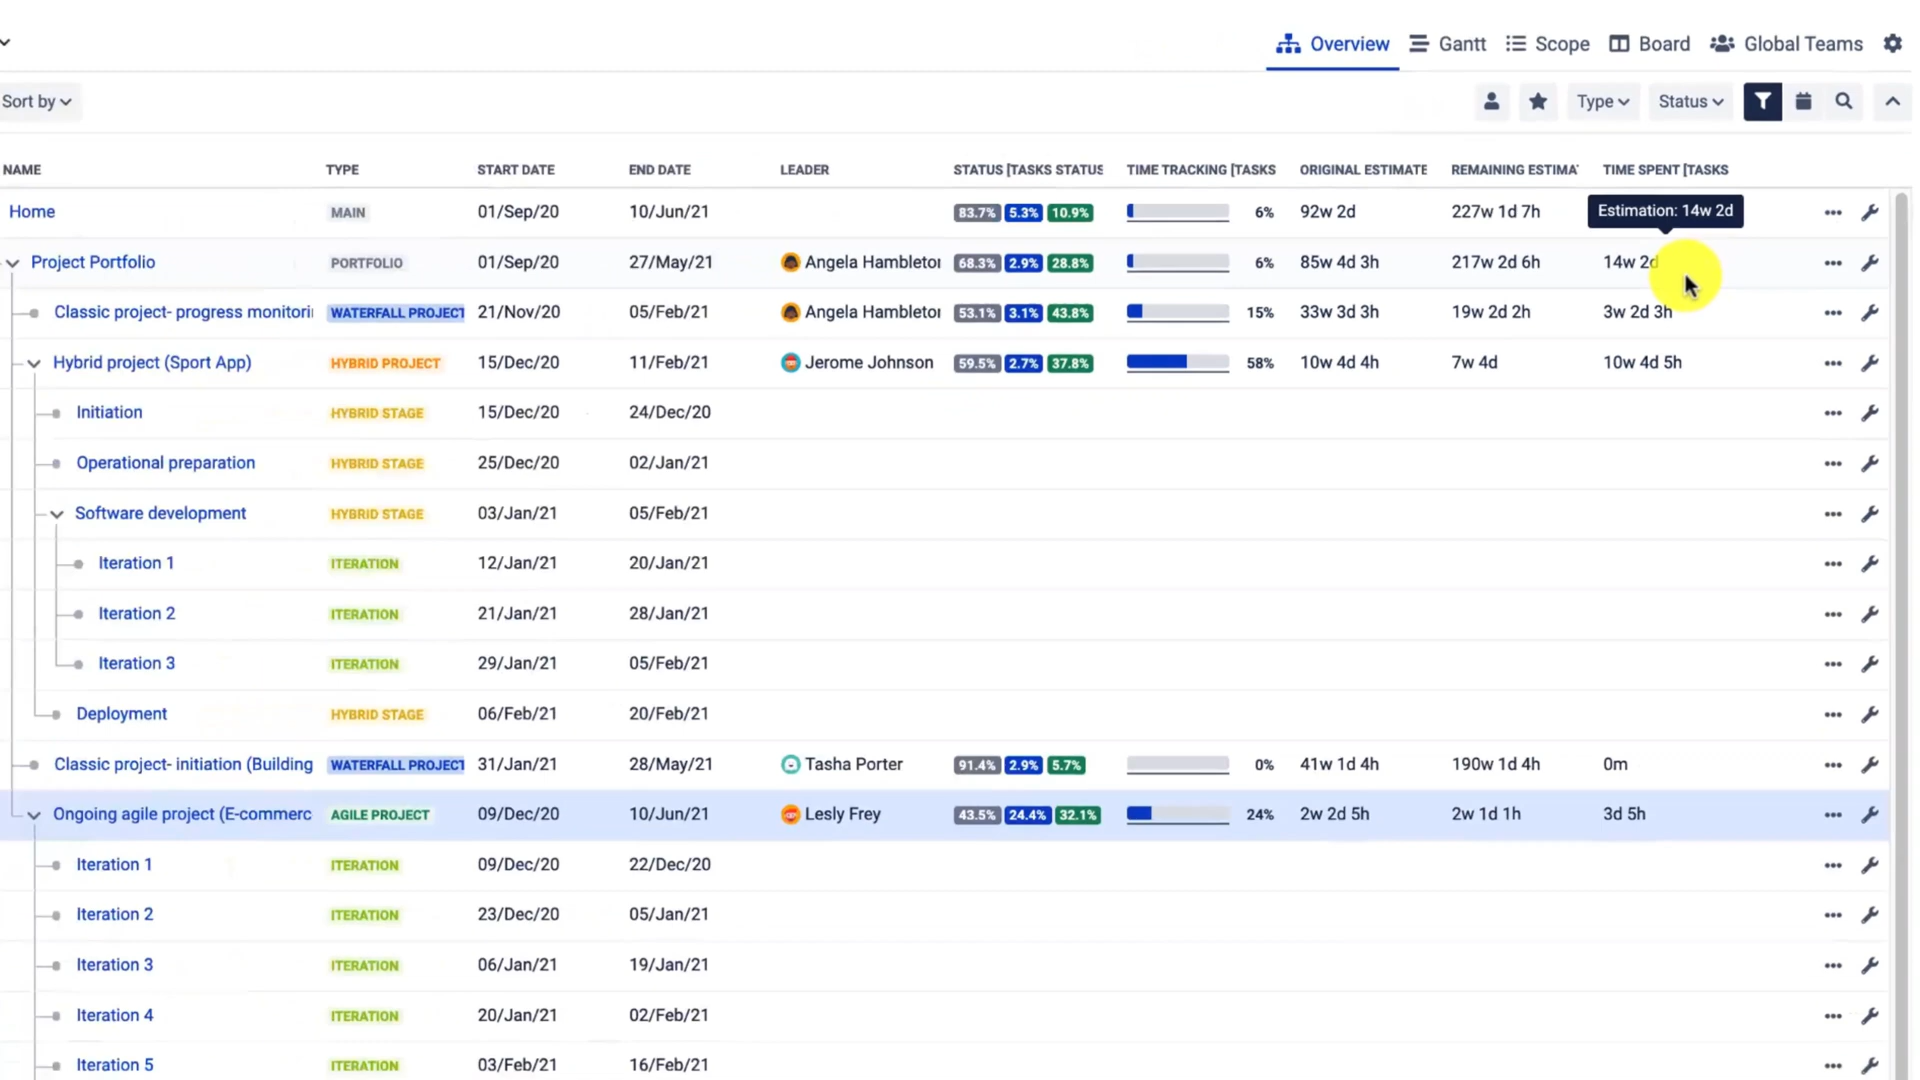 Overview Gantt Scope Board Global Teams
Sort by Type Status
NAME TYPE START DATE END DATE LEADER STATUS [TASKS STATUS TIME TRACKING [TASKS ORIGINAL ESTIMATE REMAINING ESTIMA TIME SPENT [TASKS
Home MAIN 01/Sep/20 10/Jun/21 83.7% 5.3% 10.9% 6% 92w 2d 227w 1d 7h Estimation: 14w 2d
Project Portfolio PORTFOLIO 01/Sep/20 27/May/21 Angela Hambleto 68.3% 2.9% 28.8% 6% 85w 4d 3h 217w 2d 6h 14w 2d
Classic project- progress monitori WATERFALL PROJECT 21/Nov/20 05/Feb/21 Angela Hambleto 53.1% 3.1% 43.8% 15% 33w 3d 3h 19w 2d 2h 3w 2d 3h
Hybrid project (Sport App) HYBRID PROJECT 15/Dec/20 11/Feb/21 Jerome Johnson 59.5% 2.7% 37.8% 58% 10w 4d 4h 7w 4d 10w 4d 5h
Initiation HYBRID STAGE 15/Dec/20 24/Dec/20
Operational preparation HYBRID STAGE 25/Dec/20 02/Jan/21
Software development HYBRID STAGE 03/Jan/21 05/Feb/21
Iteration 1 ITERATION 12/Jan/21 20/Jan/21
Iteration 2 ITERATION 21/Jan/21 28/Jan/21
Iteration 3 ITERATION 29/Jan/21 05/Feb/21
Deployment HYBRID STAGE 06/Feb/21 20/Feb/21
Classic project- initiation (Building WATERFALL PROJECT 31/Jan/21 28/May/21 Tasha Porter 91.4% 2.9% 5.7% 0% 41w 1d 4h 190w 1d 4h 0m
Ongoing agile project (E-commerc AGILE PROJECT 09/Dec/20 10/Jun/21 Lesly Frey 43.5% 24.4% 32.1% 24% 2w 2d 5h 2w 1d 1h 3d 5h
Iteration 1 ITERATION 09/Dec/20 22/Dec/20
Iteration 2 ITERATION 23/Dec/20 05/Jan/21
Iteration 3 ITERATION 06/Jan/21 19/Jan/21
Iteration 4 ITERATION 20/Jan/21 02/Feb/21
Iteration 5 ITERATION 03/Feb/21 16/Feb/21